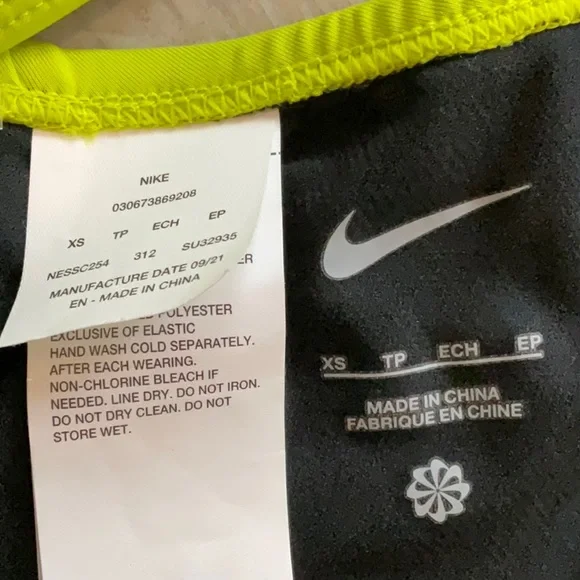 NIKE
030673869208
XS TP ECH EP
NESSC254 312 SU32935
MANUFACTURE DATE 09/21
EN - MADE IN CHINA
ER
POLYESTER
EXCLUSIVE OF ELASTIC
HAND WASH COLD SEPARATELY.
AFTER EACH WEARING.
NON-CHLORINE BLEACH IF
NEEDED. LINE DRY. DO NOT IRON.
DO NOT DRY CLEAN. DO NOT
STORE WET.
XS TP ECH EP
MADE IN CHINA
FABRIQUE EN CHINE